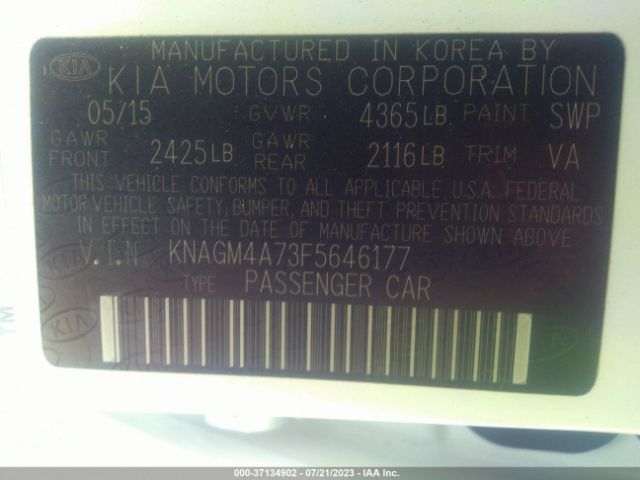 MANUFACTURED IN KOREA BY
KIA KIA MOTORS CORPORATION
05/15 GVWR 4365LB PAINT SWP
GAWR FRONT 2425LB GAWR REAR 2116LB TRIM VA
THIS VEHICLE CONFORMS TO ALL APPLICABLE U.S.A. FEDERAL
MOTOR VEHICLE SAFETY, BUMPER, AND THEFT PREVENTION STANDARDS
IN EFFECT ON THE DATE OF MANUFACTURE SHOWN ABOVE
V.I.N. KNAGM4A73F5646177
TYPE PASSENGER CAR
KIA
000-37134902 - 07/21/2023 - IAA Inc.